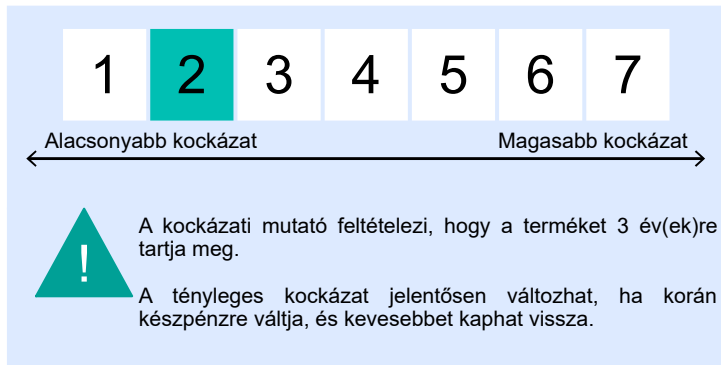 1 2 3 4 5 6 7
Alacsonyabb kockázat Magasabb kockázat
A kockázati mutató feltételezi, hogy a terméket 3 év(ek)re
tartja meg.
!
A tényleges kockázat jelentősen változhat, ha korán
készpénzre váltja, és kevesebbet kaphat vissza.